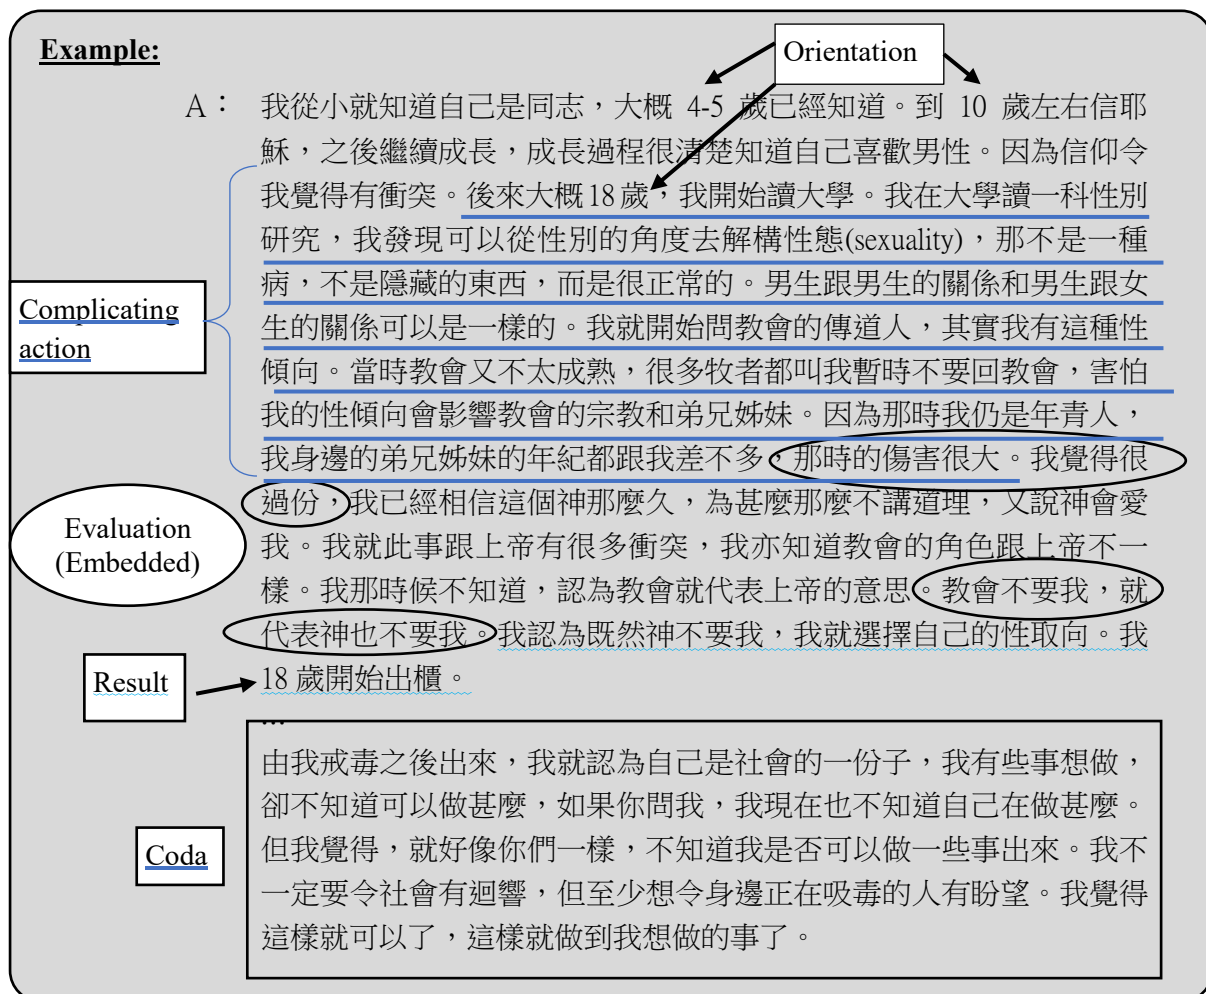 Example:
Orientation
A： 我從小就知道自己是同志，大概 4-5 歲已經知道。到 10 歲左右信耶
穌，之後繼續成長，成長過程很清楚知道自己喜歡男性。因為信仰令
我覺得有衝突。後來大概 18 歲，我開始讀大學。我在大學讀一科性別
研究，我發現可以從性別的角度去解構性態(sexuality)，那不是一種
病，不是隱藏的東西，而是很正常的。男生跟男生的關係和男生跟女
生的關係可以是一樣的。我就開始問教會的傳道人，其實我有這種性
傾向。當時教會又不太成熟，很多牧者都叫我暫時不要回教會，害怕
我的性傾向會影響教會的宗教和弟兄姊妹。因為那時我仍是年青人，
我身邊的弟兄姊妹的年紀都跟我差不多，那時的傷害很大。我覺得很
過份，我已經相信這個神那麼久，為甚麼那麼不講道理，又說神會愛
我。我就此事跟上帝有很多衝突，我亦知道教會的角色跟上帝不一
樣。我那時候不知道，認為教會就代表上帝的意思。教會不要我，就
代表神也不要我。我認為既然神不要我，我就選擇自己的性取向。我
18 歲開始出櫃。
Complicating
action
Evaluation
(Embedded)
Result
...
由我戒毒之後出來，我就認為自己是社會的一份子，我有些事想做，
卻不知道可以做甚麼，如果你問我，我現在也不知道自己在做甚麼。
但我覺得，就好像你們一樣，不知道我是否可以做一些事出來。我不
一定要令社會有迴響，但至少想令身邊正在吸毒的人有盼望。我覺得
這樣就可以了，這樣就做到我想做的事了。
Coda